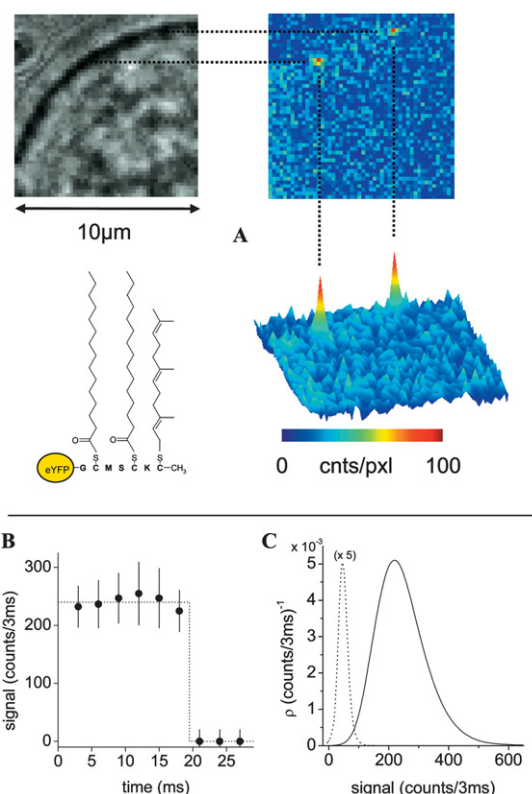 10µm
A
O
S
O
S
S
eYFP
G C M S C K C
CH3
0 cnts/pxl 100
B
signal (counts/3ms)
300
200
100
0
0 5 10 15 20 25
time (ms)
C
x 10⁻³
(x 5)
ρ (counts/3ms)⁻¹
5
4
3
2
1
0
0 200 400 600
signal (counts/3ms)